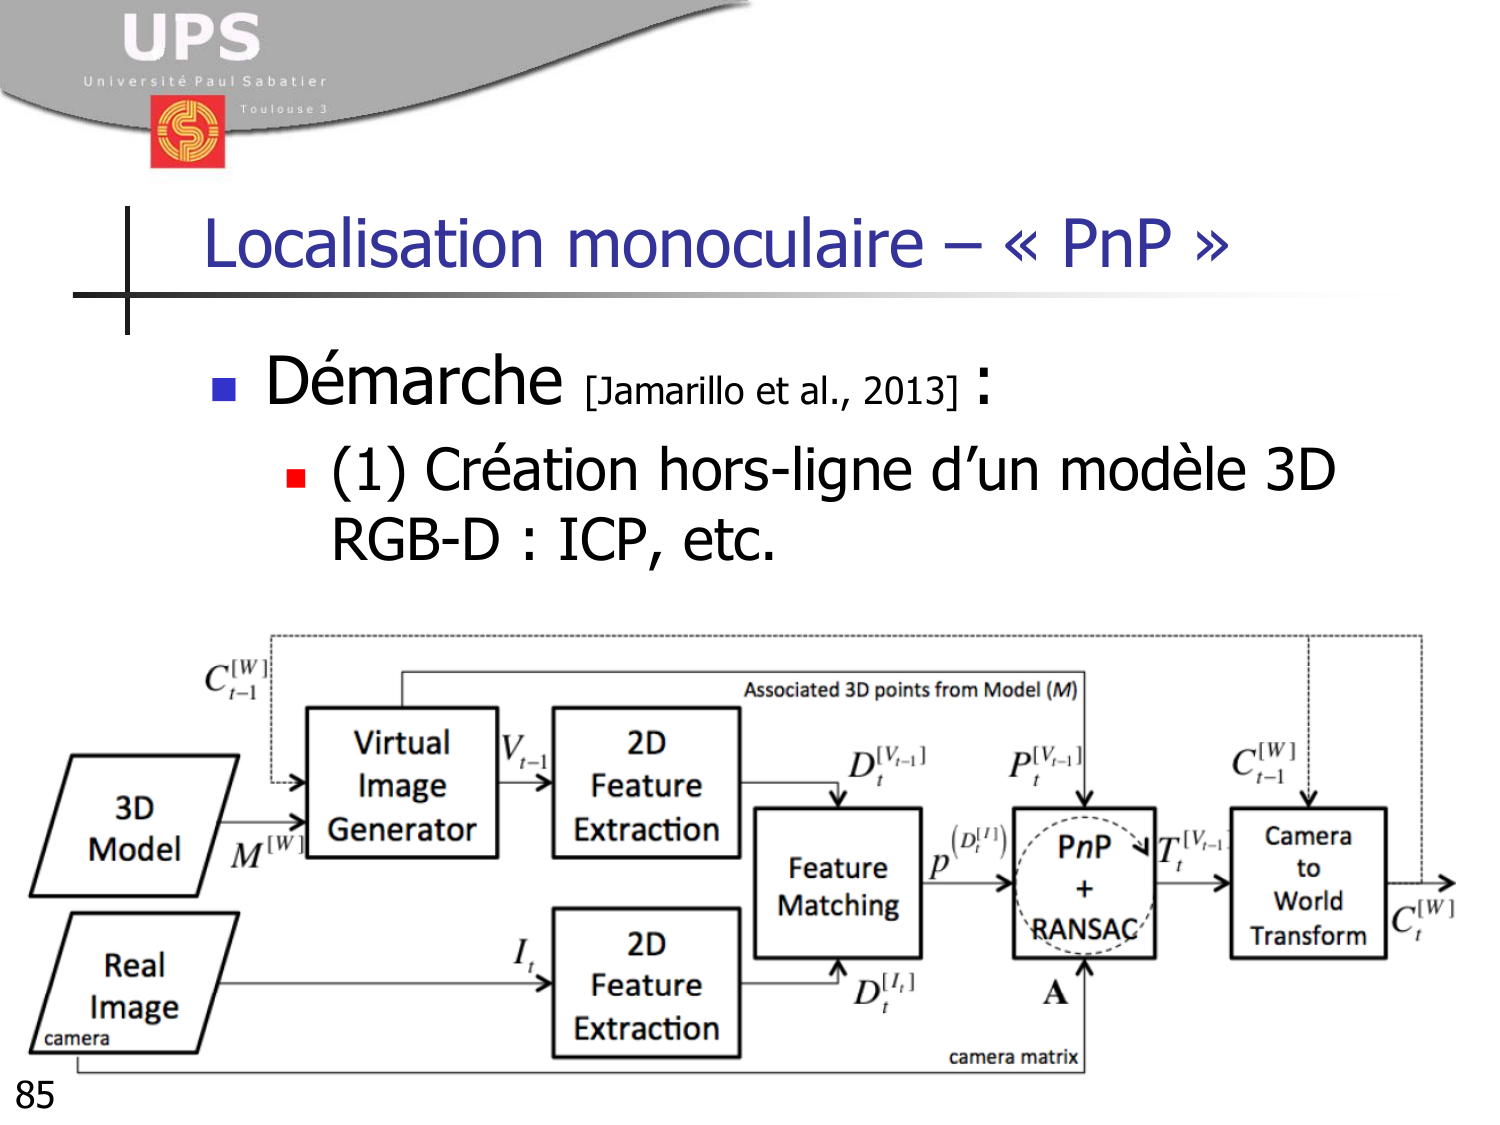 UPS
Université Paul Sabatier
Toulouse 3
Localisation monoculaire – « PnP »
Démarche [Jamarillo et al., 2013] :
(1) Création hors-ligne d’un modèle 3D
RGB-D : ICP, etc.
C_{t-1}^{[W]}
Associated 3D points from Model (M)
3D
Model
M^{[W]}
Virtual
Image
Generator
V_{t-1}
2D
Feature
Extraction
D_t^{[V_{t-1}]}
Real
Image
camera
I_t
2D
Feature
Extraction
D_t^{[I_t]}
Feature
Matching
p^{(D_t^{[I]})}
P_t^{[V_{t-1}]}
PnP
+
RANSAC
A
camera matrix
T_t^{[V_{t-1}]}
C_{t-1}^{[W]}
Camera
to
World
Transform
C_t^{[W]}
85